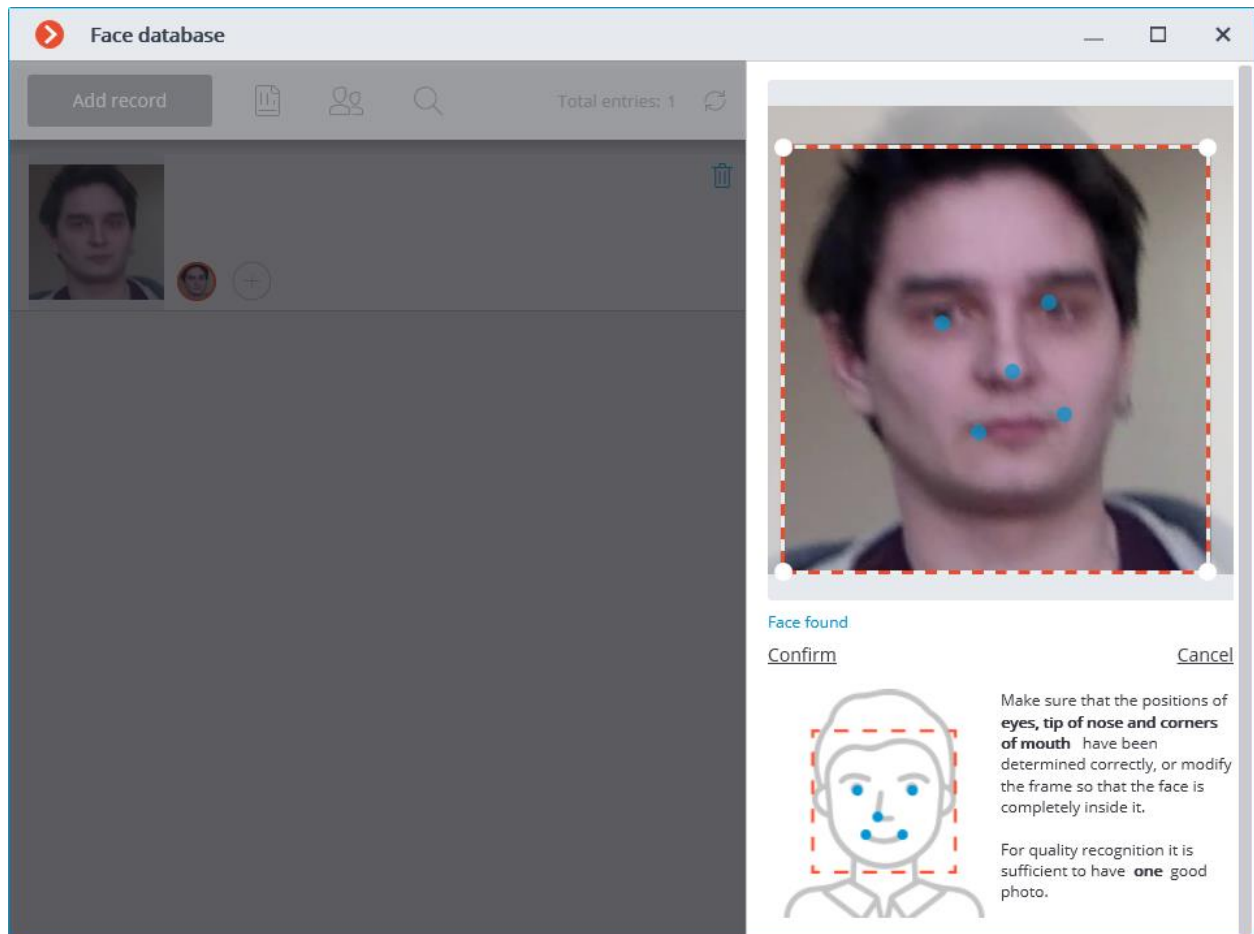 Face database
Add record
Total entries: 1
Face found
Confirm
Cancel
Make sure that the positions of
eyes, tip of nose and corners
of mouth have been
determined correctly, or modify
the frame so that the face is
completely inside it.
For quality recognition it is
sufficient to have one good
photo.